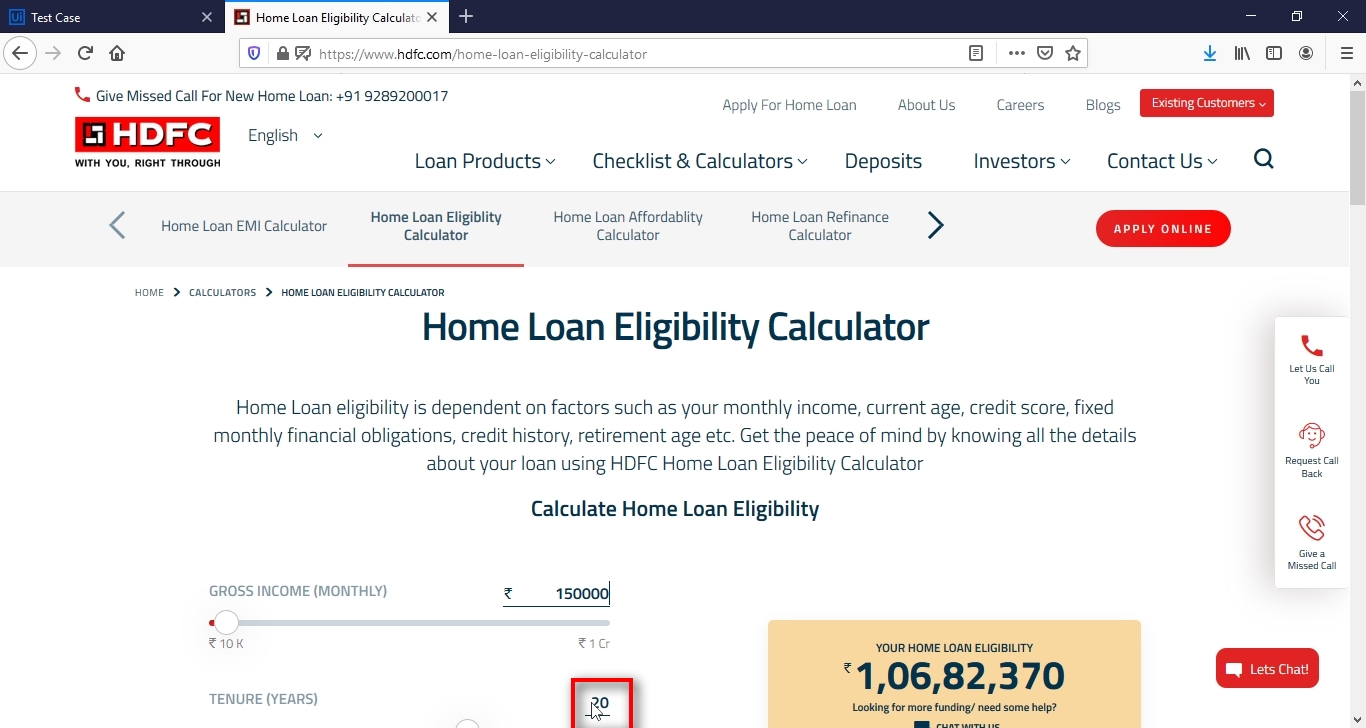 Test Case
Home Loan Eligibility Calculato
https://www.hdfc.com/home-loan-eligibility-calculator
Give Missed Call For New Home Loan: +91 9289200017
Apply For Home Loan
About Us
Careers
Blogs
Existing Customers
HDFC
WITH YOU, RIGHT THROUGH
English
Loan Products
Checklist & Calculators
Deposits
Investors
Contact Us
Home Loan EMI Calculator
Home Loan Eligiblity
Calculator
Home Loan Affordablity
Calculator
Home Loan Refinance
Calculator
APPLY ONLINE
HOME > CALCULATORS > HOME LOAN ELIGIBILITY CALCULATOR
Home Loan Eligibility Calculator
Home Loan eligibility is dependent on factors such as your monthly income, current age, credit score, fixed
monthly financial obligations, credit history, retirement age etc. Get the peace of mind by knowing all the details
about your loan using HDFC Home Loan Eligibility Calculator
Calculate Home Loan Eligibility
GROSS INCOME (MONTHLY)
₹ 150000
₹ 10 K
₹ 1 Cr
TENURE (YEARS)
20
YOUR HOME LOAN ELIGIBILITY
₹ 1,06,82,370
Looking for more funding/ need some help?
CHAT WITH US
Let Us Call
You
Request Call
Back
Give a
Missed Call
Lets Chat!